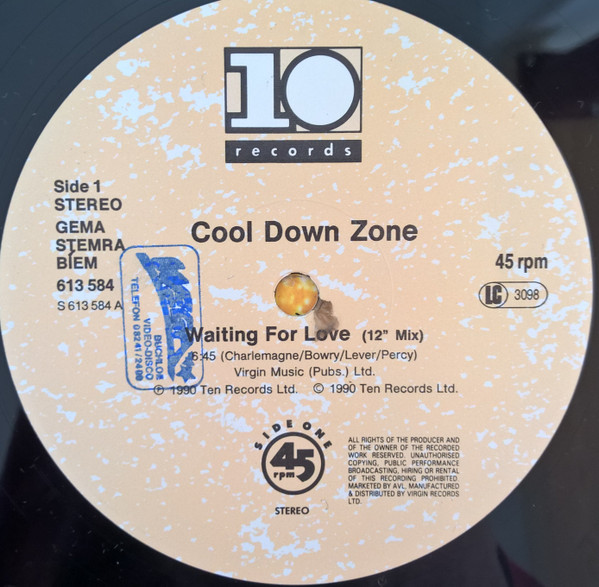 10
records
Side 1
STEREO
GEMA
STEMRA
BIEM
613 584
S 613 584 A
Cool Down Zone
45 rpm
LC 3098
BUCHLOE
VIDEO-DISCO
TELEFON 08241/2400
Waiting For Love (12" Mix)
6:45 (Charlemagne/Bowry/Lever/Percy)
Virgin Music (Pubs.) Ltd.
℗ 1990 Ten Records Ltd. © 1990 Ten Records Ltd.
SIDE ONE
45
rpm
STEREO
ALL RIGHTS OF THE PRODUCER AND
OF THE OWNER OF THE RECORDED
WORK RESERVED. UNAUTHORISED
COPYING, PUBLIC PERFORMANCE
BROADCASTING, HIRING OR RENTAL
OF THIS RECORDING PROHIBITED.
MARKETED BY AVL, MANUFACTURED
& DISTRIBUTED BY VIRGIN RECORDS
LTD.